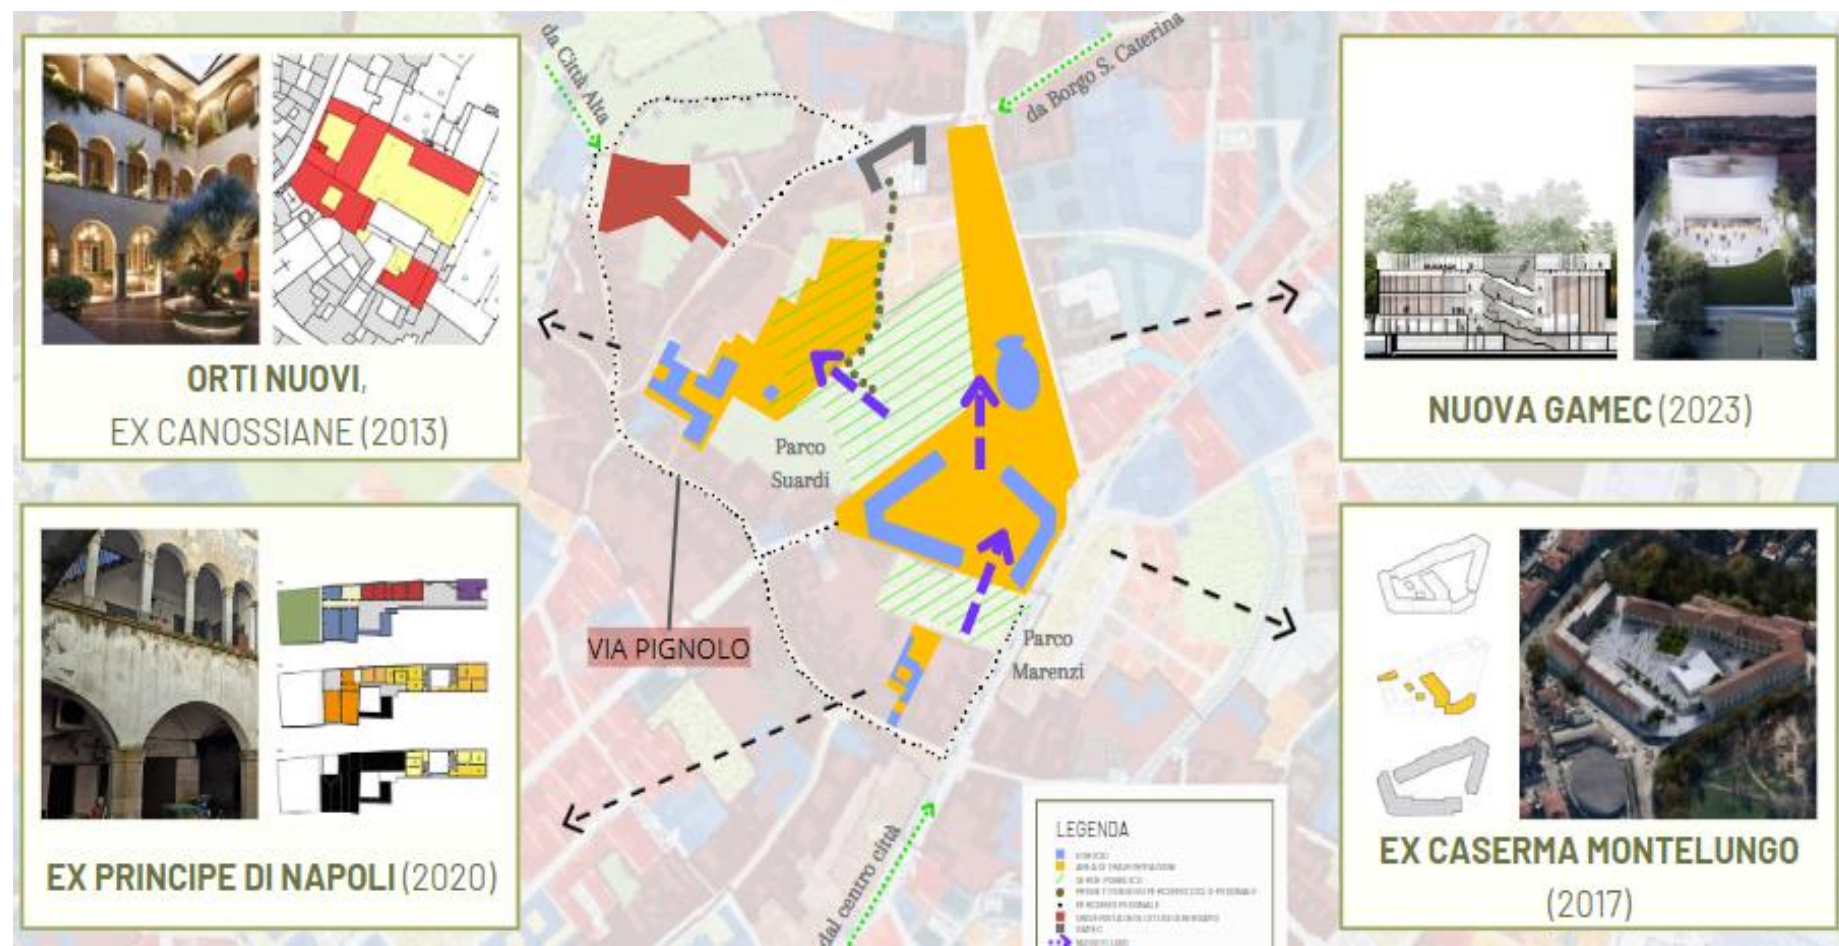 da Città Alta
da Borgo S. Caterina
ORTI NUOVI,
EX CANOSSIANE (2013)
NUOVA GAMEC (2023)
Parco
Suardi
VIA PIGNOLO
Parco
Marenzi
EX PRINCIPE DI NAPOLI (2020)
EX CASERMA MONTELUNGO
(2017)
dal centro città
LEGENDA
GAMEC